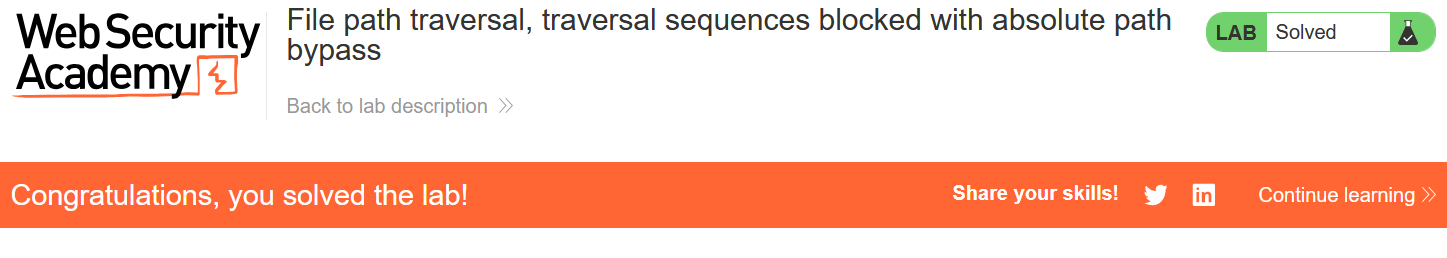 Web Security
Academy
File path traversal, traversal sequences blocked with absolute path
bypass
Back to lab description
LAB Solved
Congratulations, you solved the lab!
Share your skills!
Continue learning